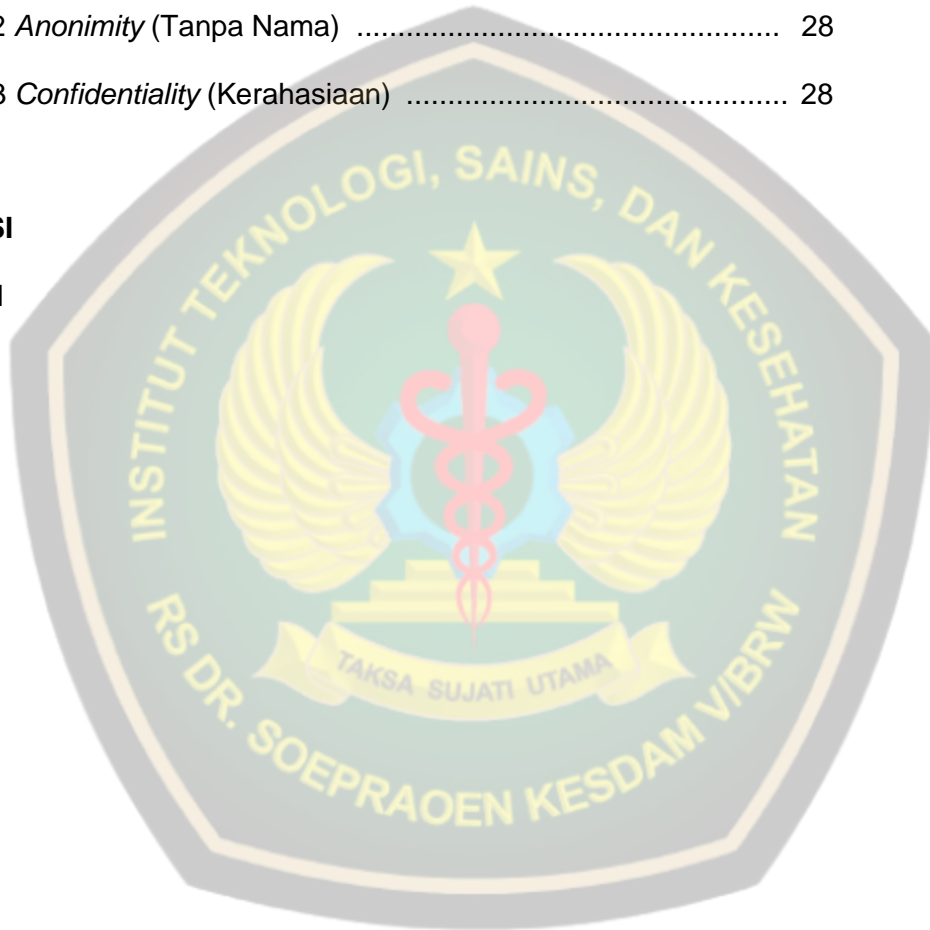 2 Anonimity (Tanpa Nama) ................................................ 28
3 Confidentiality (Kerahasiaan) ........................................... 28
SI
INSTITUT TEKNOLOGI, SAINS, DAN KESEHATAN
TAKSA SUJATI UTAMA
RS DR. SOEPRAOEN KESDAM V/BRW